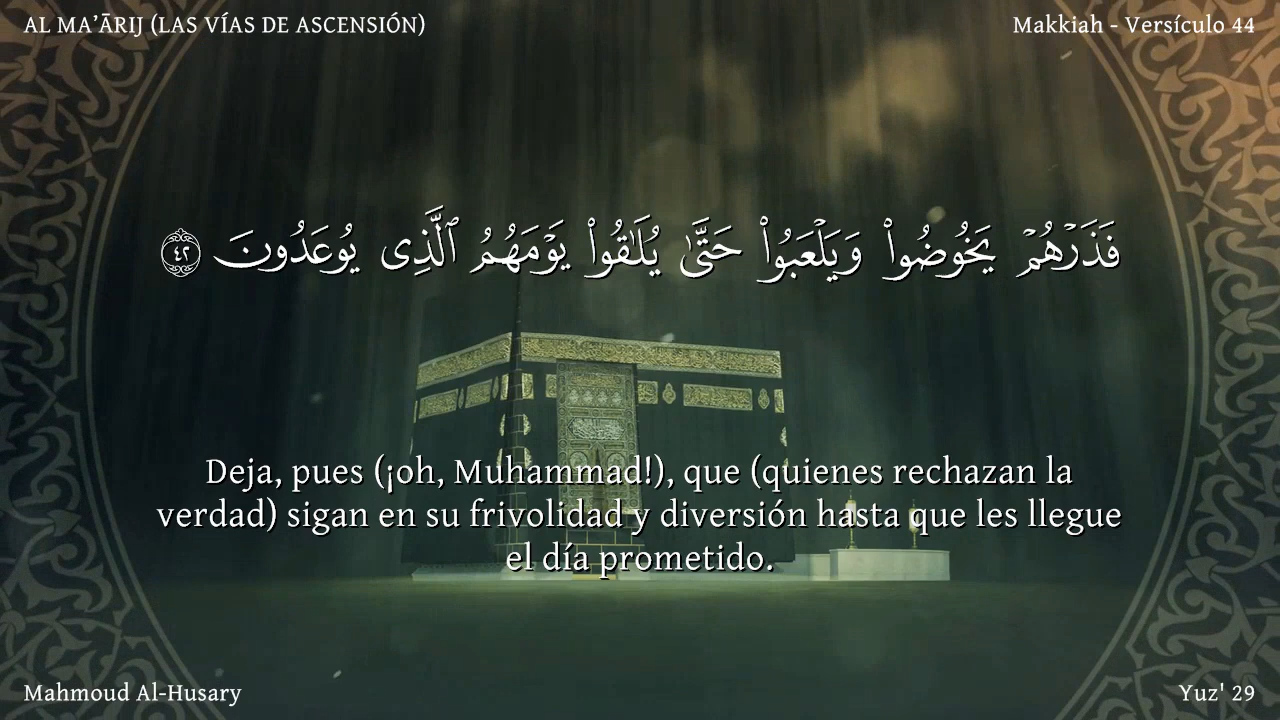 AL MA’ĀRIJ (LAS VÍAS DE ASCENSIÓN)
Makkiah - Versículo 44
فَذَرْهُمْ يَخُوضُوا۟ وَيَلْعَبُوا۟ حَتَّىٰ يُلَـٰقُوا۟ يَوْمَهُمُ ٱلَّذِى يُوعَدُونَ ٤٢
Deja, pues (¡oh, Muhammad!), que (quienes rechazan la
verdad) sigan en su frivolidad y diversión hasta que les llegue
el día prometido.
Mahmoud Al-Husary
Yuz' 29